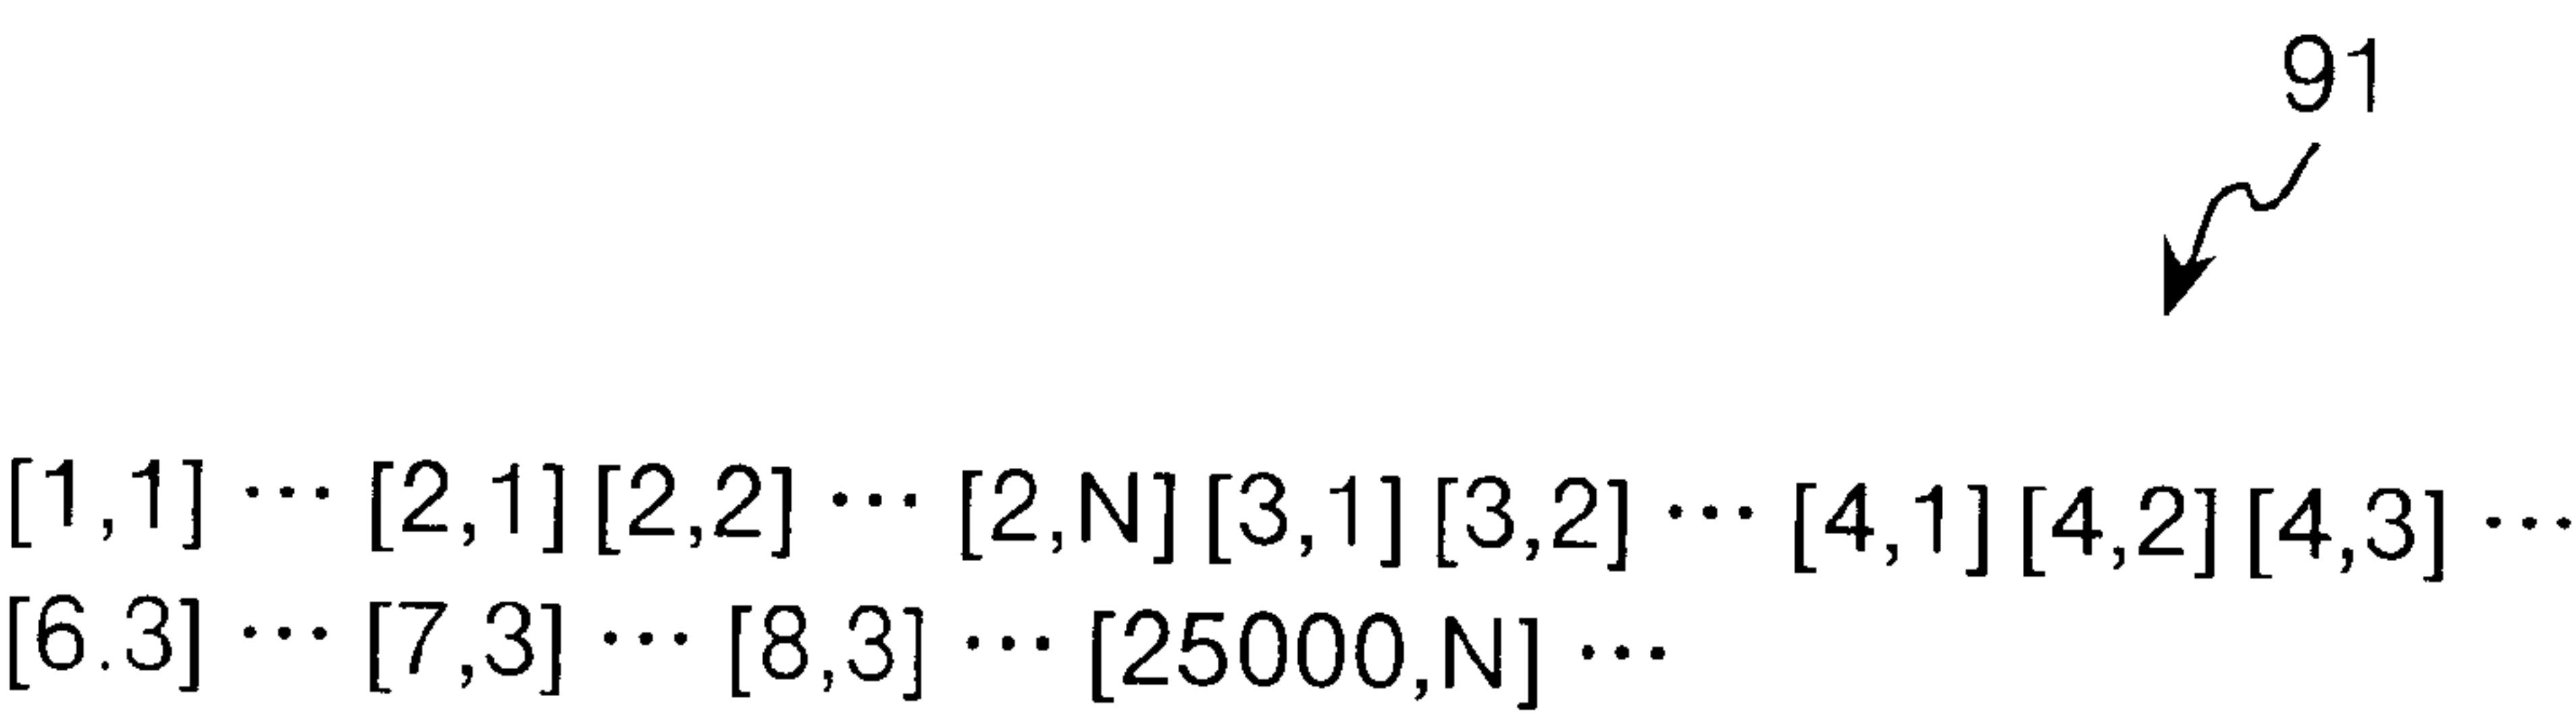 91
[1,1] ··· [2,1] [2,2] ··· [2,N] [3,1] [3,2] ··· [4,1] [4,2] [4,3] ···
[6.3] ··· [7,3] ··· [8,3] ··· [25000,N] ···